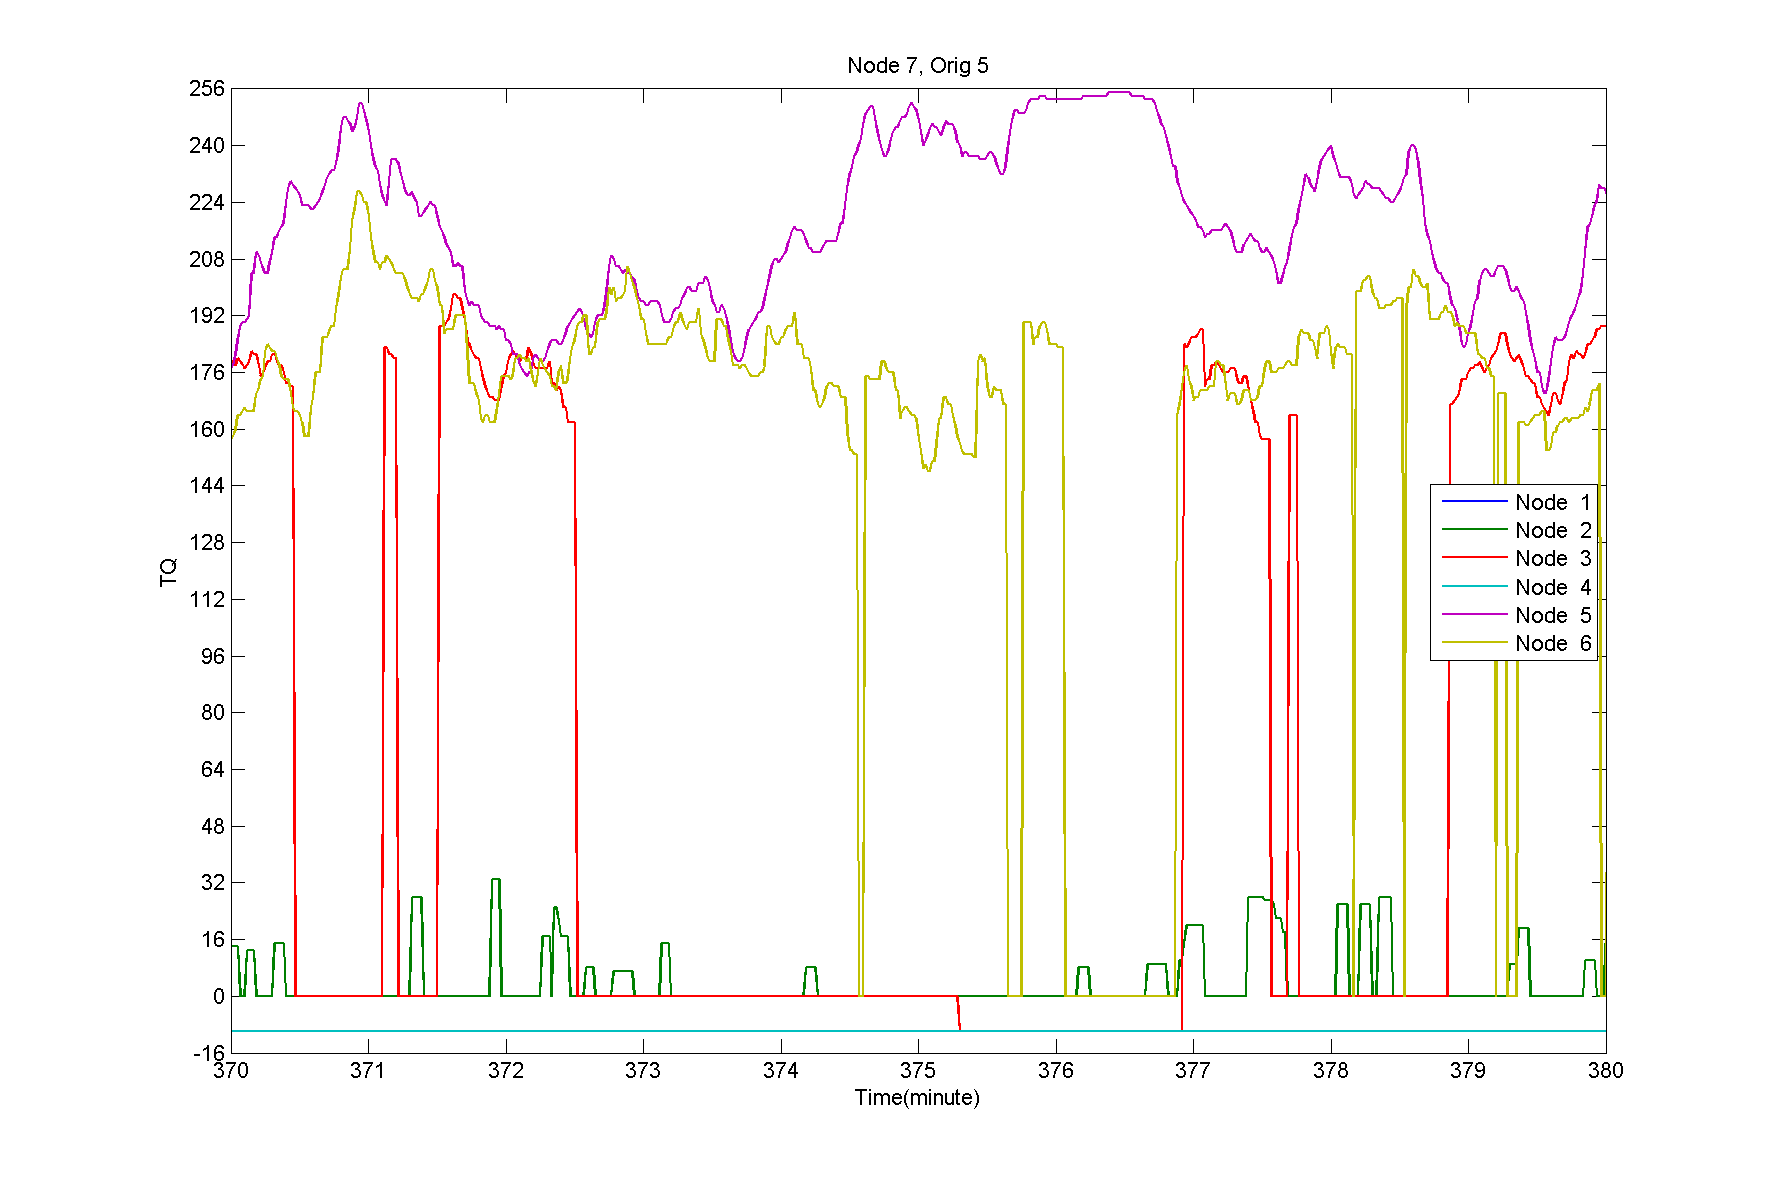 Node 7, Orig 5
256
240
224
208
192
176
160
144
128
112
96
80
64
48
32
16
0
-16
TQ
Node 1
Node 2
Node 3
Node 4
Node 5
Node 6
370 371 372 373 374 375 376 377 378 379 380
Time(minute)